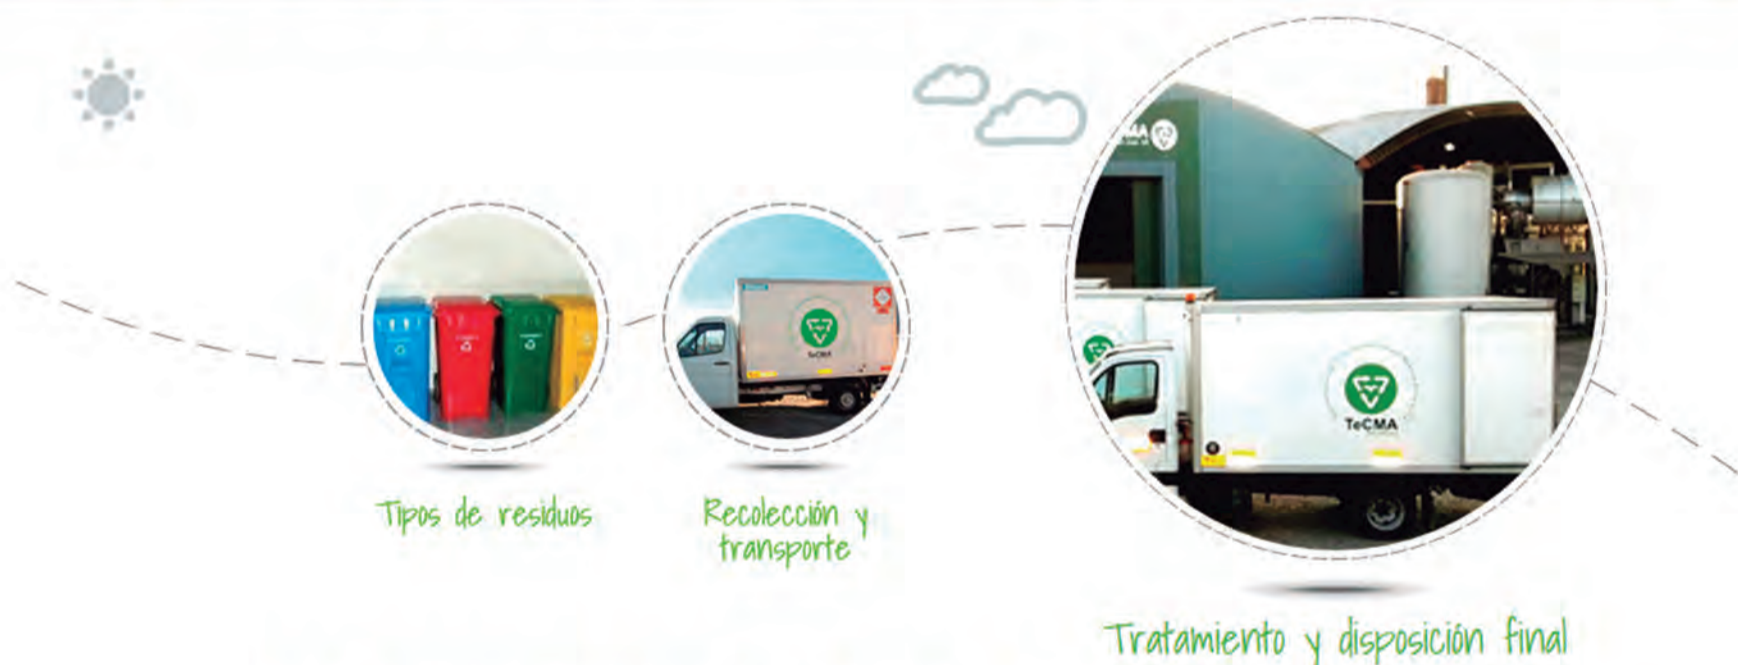 Tipos de residuos
Recolección y
transporte
TeCMA
TeCMA
Tratamiento y disposición final